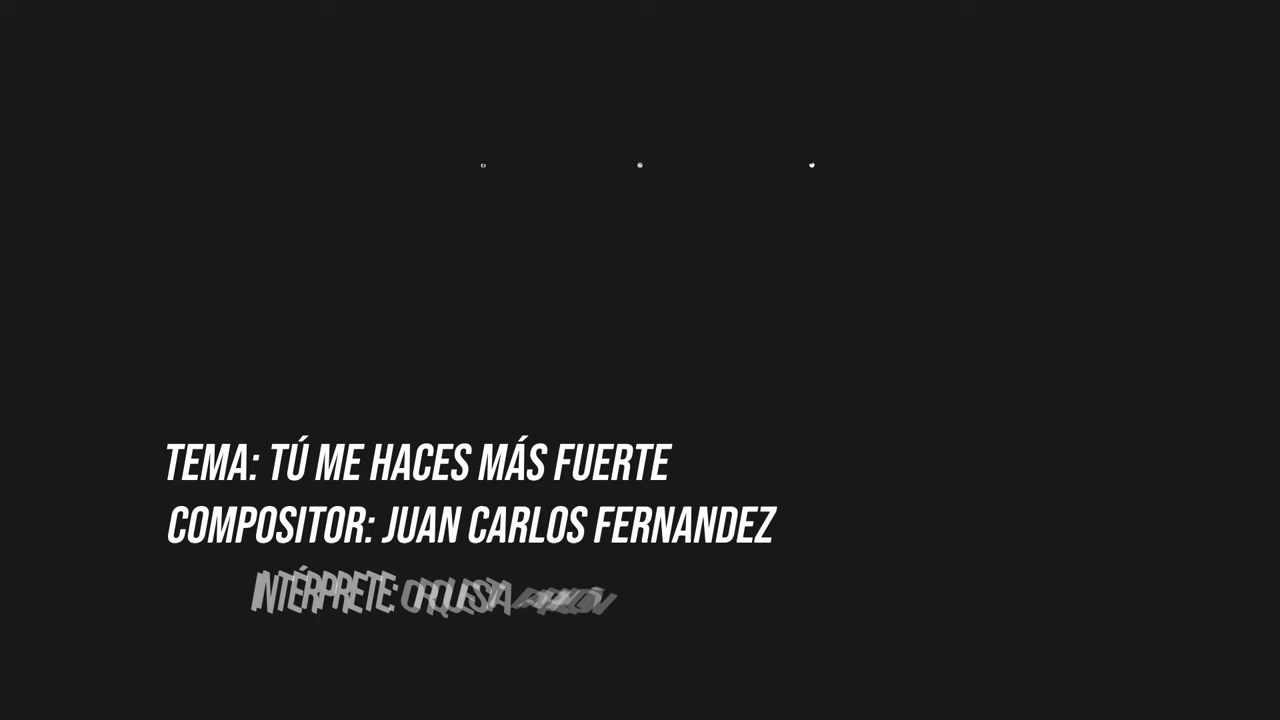 TEMA: TÚ ME HACES MÁS FUERTE
COMPOSITOR: JUAN CARLOS FERNANDEZ
INTÉRPRETE: ORQUESTA